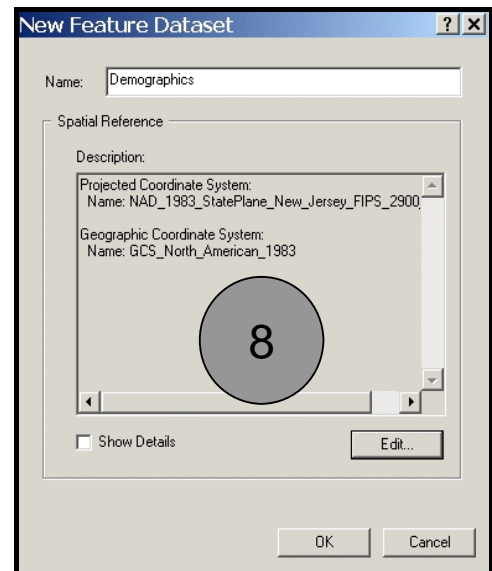 New Feature Dataset
Name: Demographics
Spatial Reference
Description:
Projected Coordinate System:
Name: NAD_1983_StatePlane_New_Jersey_FIPS_2900_
Geographic Coordinate System:
Name: GCS_North_American_1983
8
Show Details
Edit...
OK Cancel